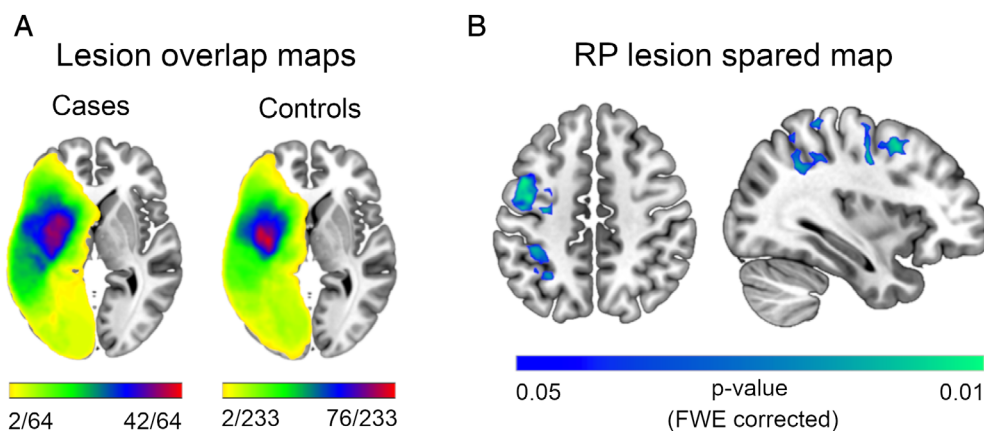 A
Lesion overlap maps
Cases
Controls
2/64
42/64
2/233
76/233
B
RP lesion spared map
0.05
p-value
0.01
(FWE corrected)